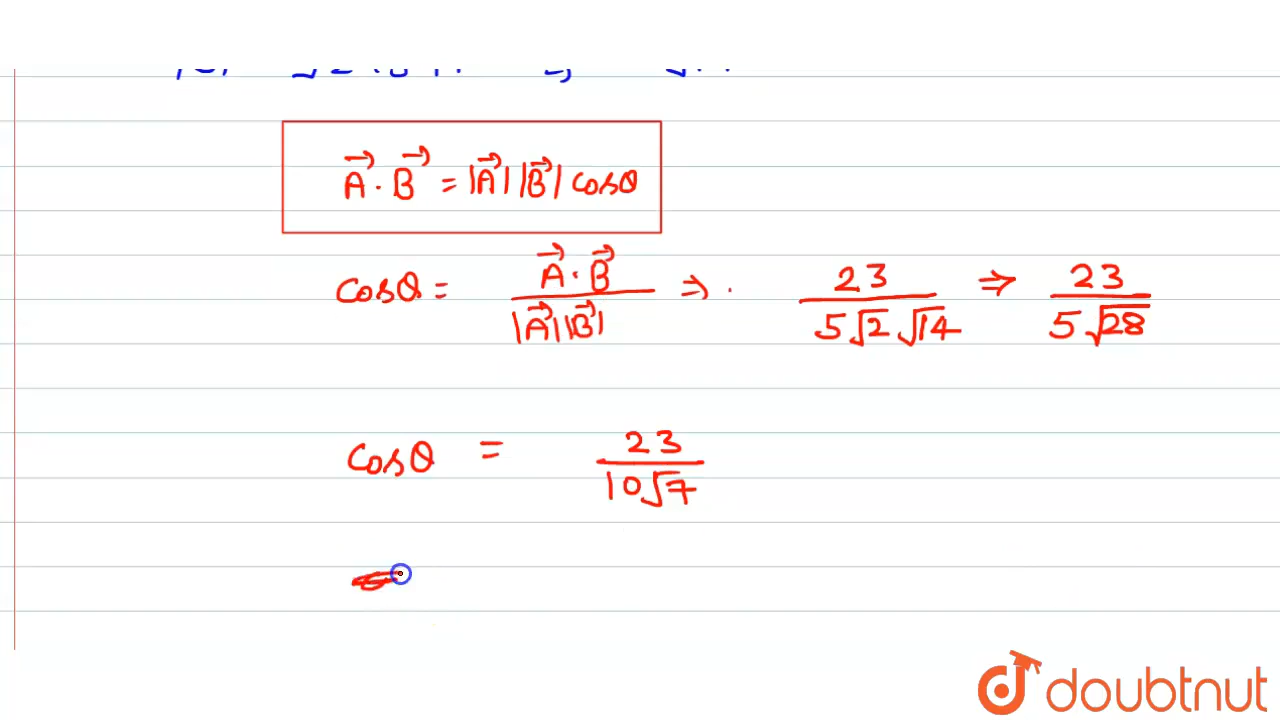 A⃗ · B⃗ = |A⃗| |B⃗| cosθ
cosθ = A⃗ · B⃗ / |A⃗||B⃗| ⇒ · 23 / 5√2 √14 ⇒ 23 / 5√28
cosθ = 23 / 10√7
doubtnut